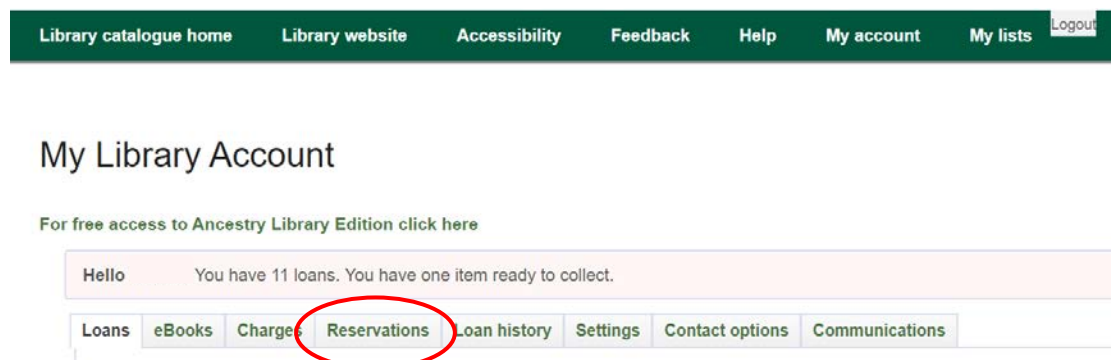 Library catalogue home Library website Accessibility Feedback Help My account My lists Logout
My Library Account
For free access to Ancestry Library Edition click here
Hello You have 11 loans. You have one item ready to collect.
Loans eBooks Charges Reservations Loan history Settings Contact options Communications